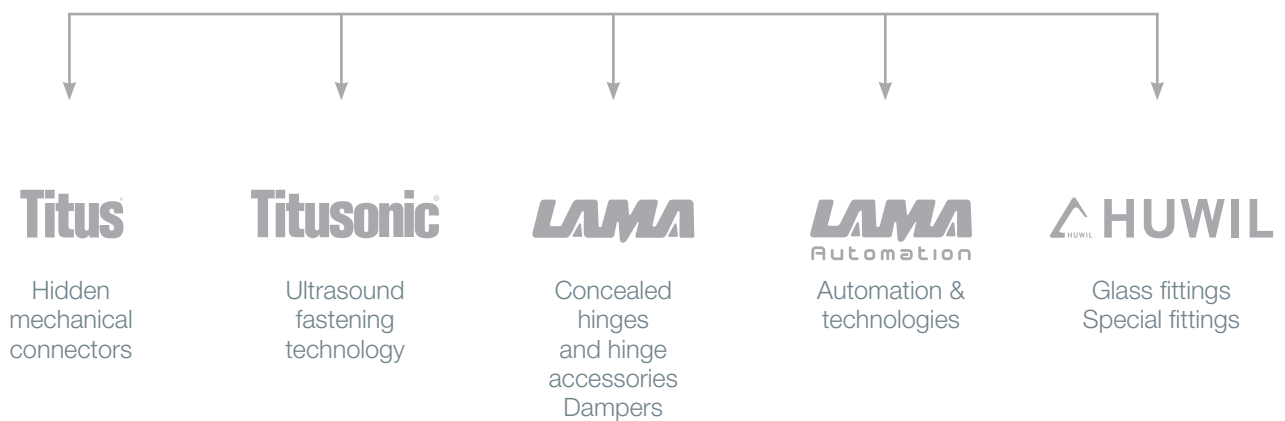 Titus
Titusonic®
LAMA
LAMA
Automation
HUWIL
HUWIL
Hidden
mechanical
connectors
Ultrasound
fastening
technology
Concealed
hinges
and hinge
accessories
Dampers
Automation &
technologies
Glass fittings
Special fittings